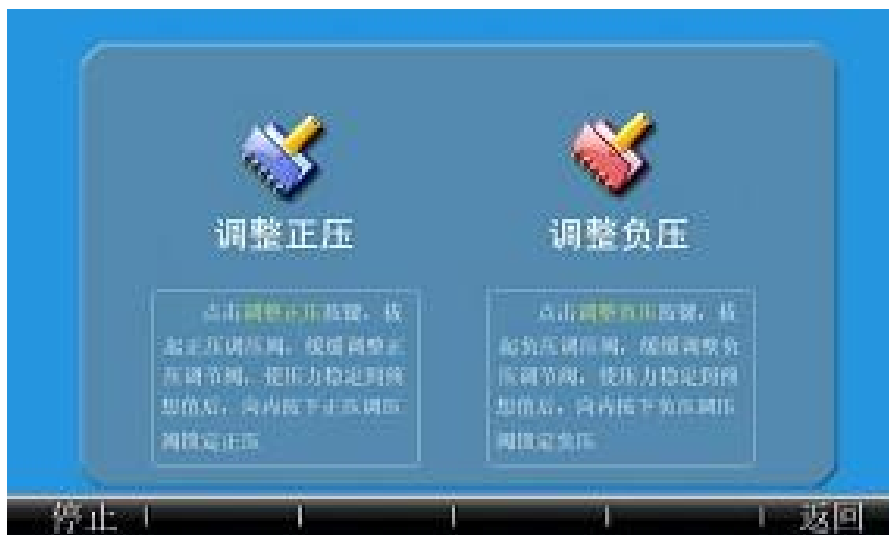 调整正压
调整负压
点击调整正压按键,拔
起正压调压阀,缓缓调整正
压调节阀,使压力稳定到预
想值后,向内按下正压调压
阀锁定正压
点击调整负压按键,拔
起负压调压阀,缓缓调整负
压调节阀,使压力稳定到预
想值后,向内按下负压调压
阀锁定负压
停止
返回